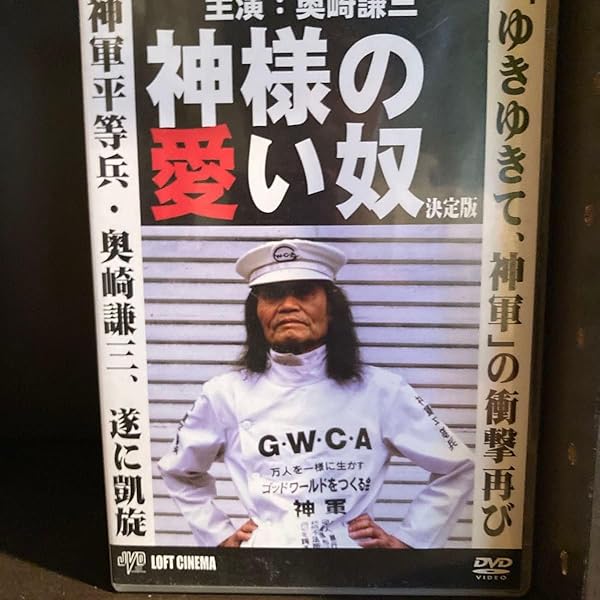 主演：奥崎謙三
神様の
愛い奴
決定版
神軍平等兵・奥崎謙三、遂に凱旋
「ゆきゆきて、神軍」の衝撃再び
G・W・C・A
G・W・C・A
万人を一様に生かす
ゴッドワールドをつくる会
神軍
JVD
LOFT CINEMA
DVD
VIDEO